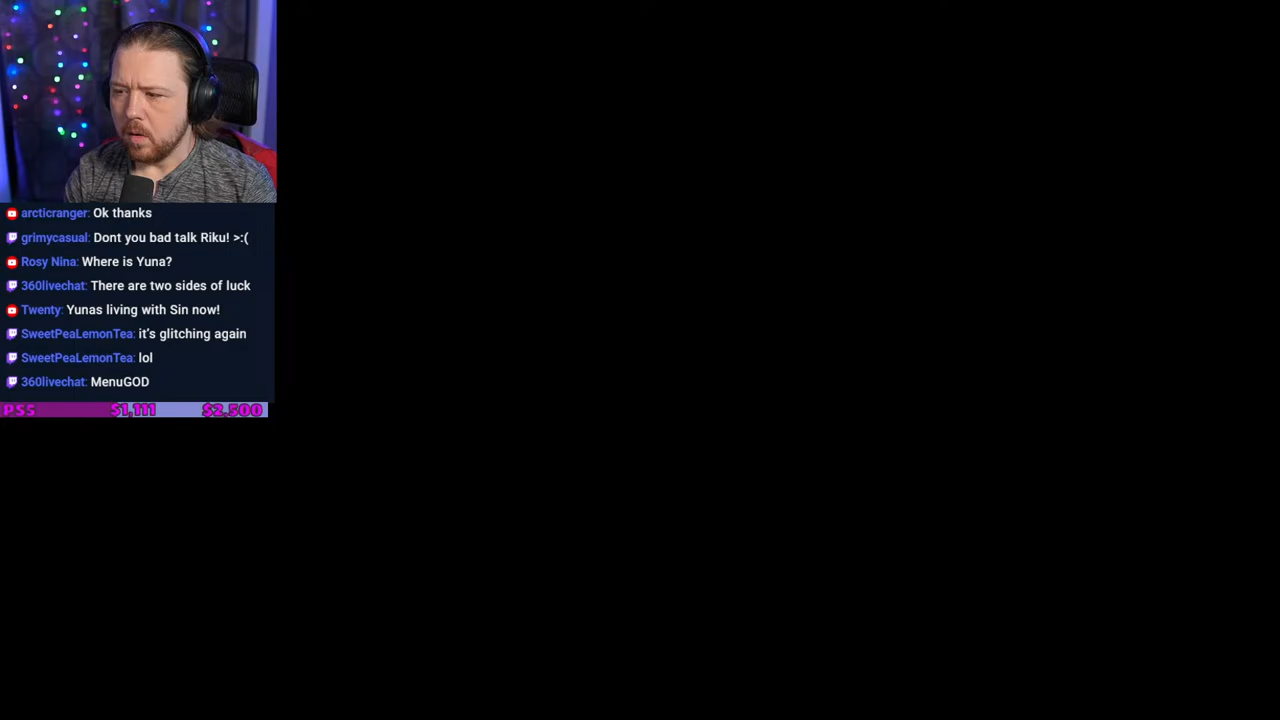 arcticranger: Ok thanks
grimycasual: Dont you bad talk Riku! >:(
Rosy Nina: Where is Yuna?
360livechat: There are two sides of luck
Twenty: Yunas living with Sin now!
SweetPeaLemonTea: it’s glitching again
SweetPeaLemonTea: lol
360livechat: MenuGOD
PS5 $1,111 $2,500